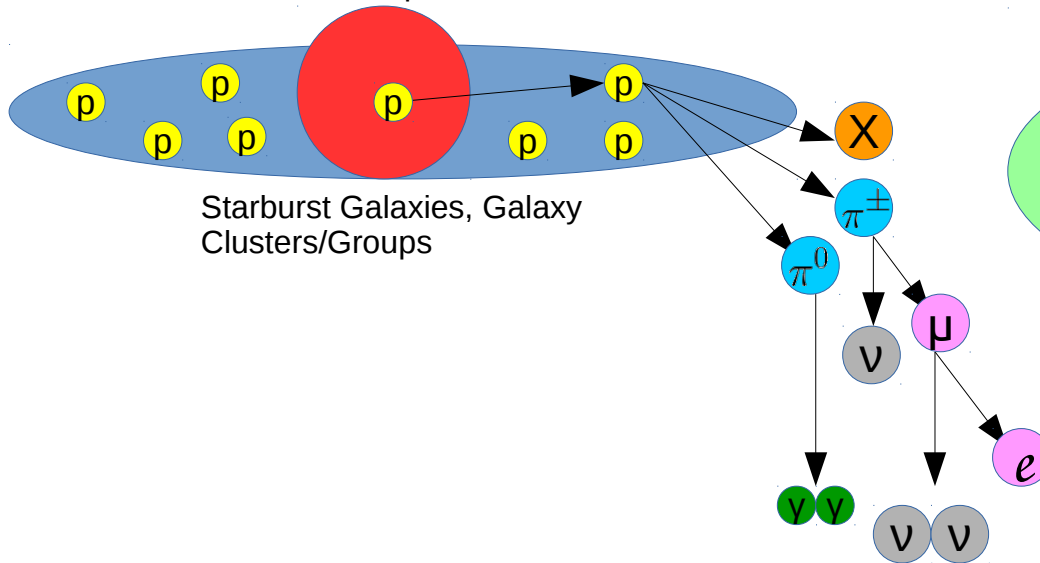 p
p
p
p
p
p
p
p
X
Starburst Galaxies, Galaxy
Clusters/Groups
π±
π0
μ
ν
e
γ γ
ν ν